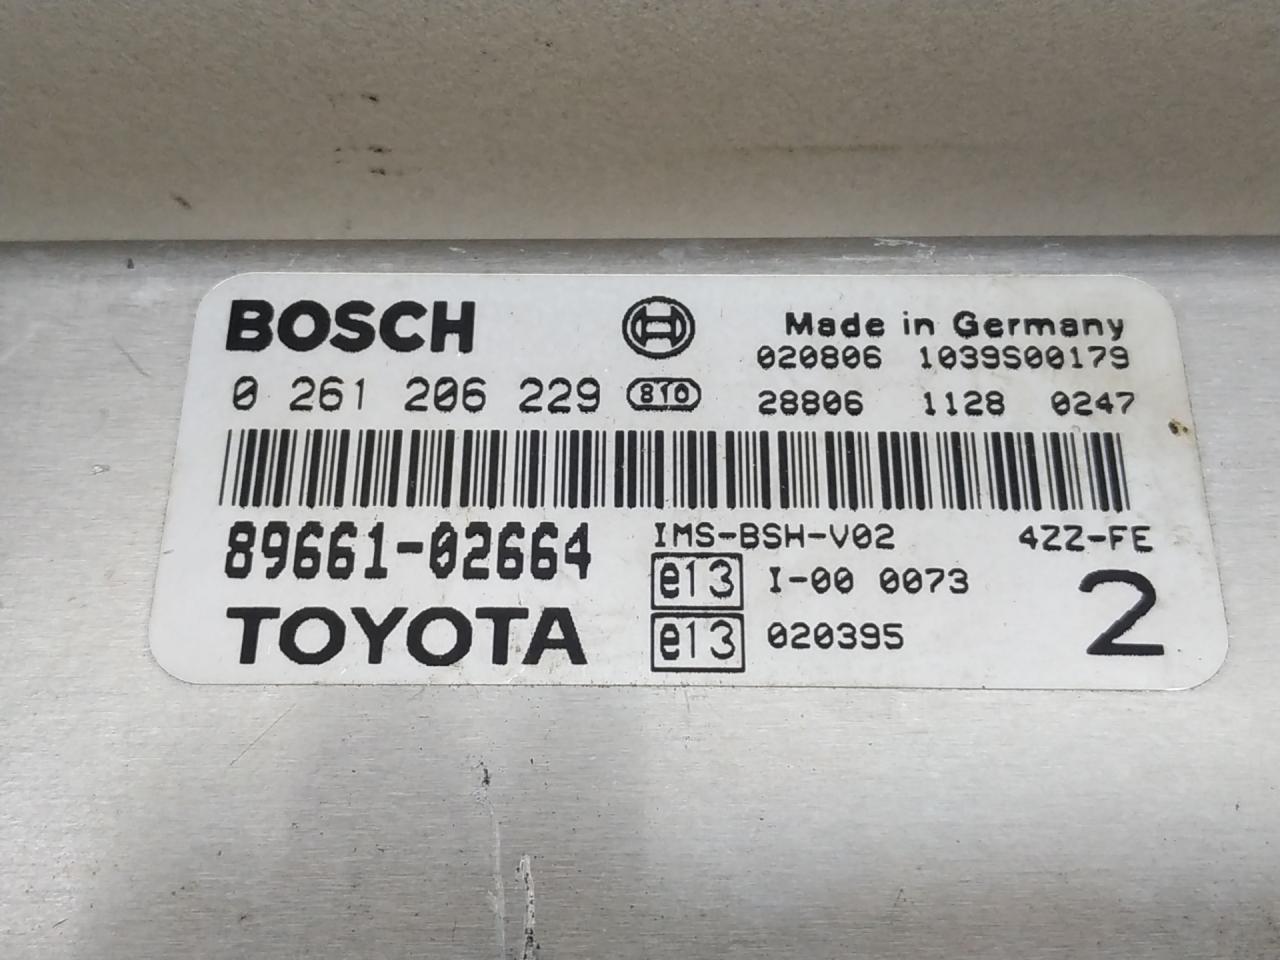 BOSCH
Made in Germany
020806 1039S00179
0 261 206 229 810 28806 1128 0247
89661-02664 IMS-BSH-V02 4ZZ-FE
e13 I-00 0073 2
TOYOTA e13 020395